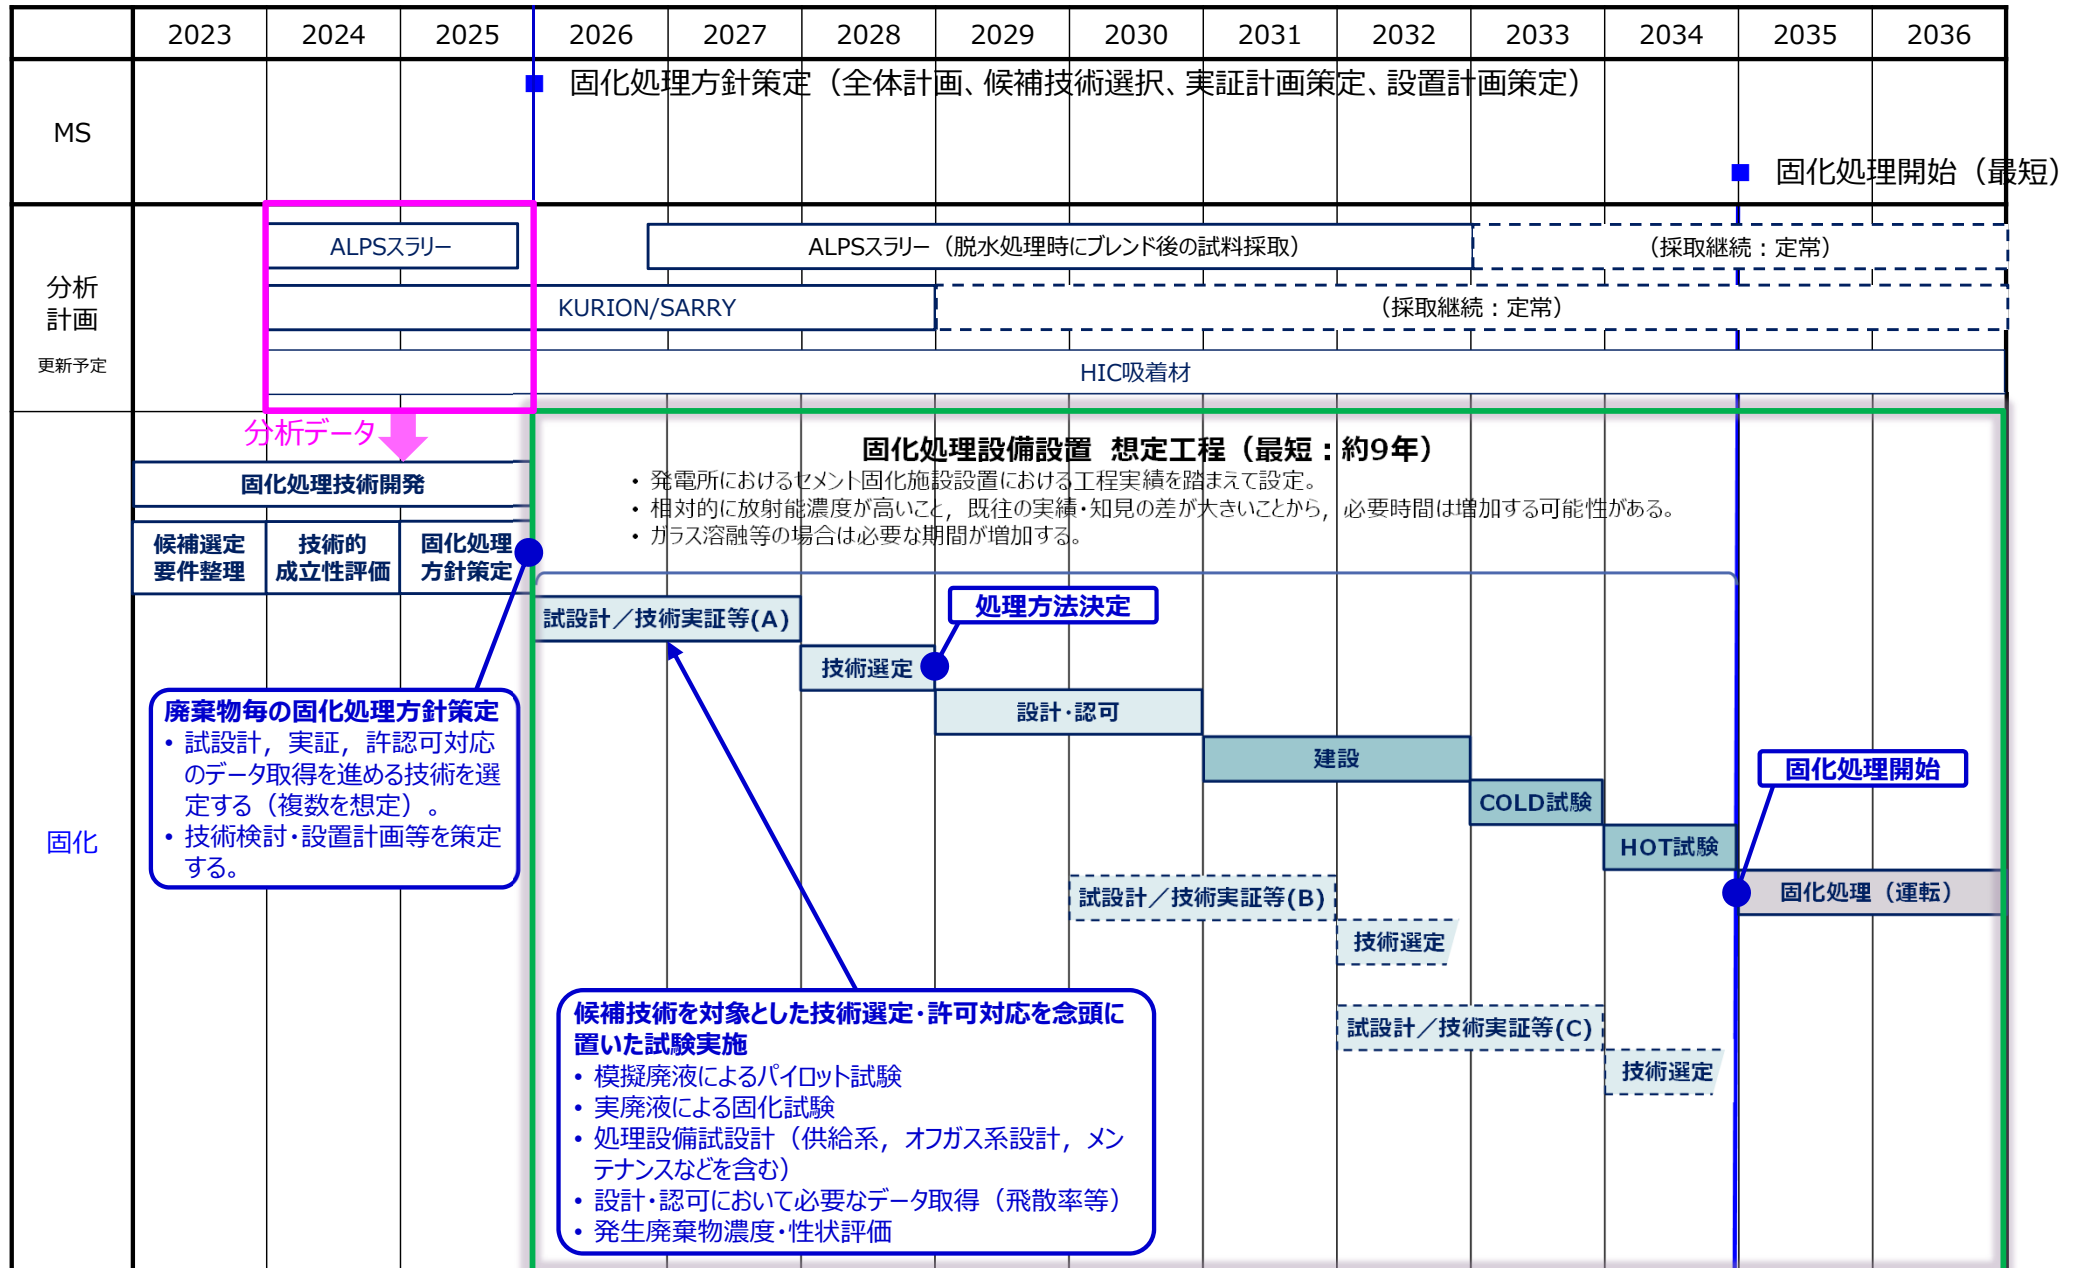 2023 2024 2025 2026 2027 2028 2029 2030 2031 2032 2033 2034 2035 2036
MS
固化処理方針策定（全体計画、候補技術選択、実証計画策定、設置計画策定）
固化処理開始（最短）
分析
計画
更新予定
ALPSスラリー
ALPSスラリー（脱水処理時にブレンド後の試料採取）
（採取継続：定常）
KURION/SARRY
（採取継続：定常）
HIC吸着材
分析データ
固化
固化処理技術開発
候補選定
要件整理
技術的
成立性評価
固化処理
方針策定
固化処理設備設置 想定工程（最短：約9年）
• 発電所におけるセメント固化施設設置における工程実績を踏まえて設定。
• 相対的に放射能濃度が高いこと，既往の実績・知見の差が大きいことから，必要時間は増加する可能性がある。
• ガラス溶融等の場合は必要な期間が増加する。
試設計／技術実証等(A)
処理方法決定
技術選定
設計・認可
建設
COLD試験
HOT試験
固化処理開始
固化処理（運転）
廃棄物毎の固化処理方針策定
• 試設計，実証，許認可対応
のデータ取得を進める技術を選
定する（複数を想定）。
• 技術検討・設置計画等を策定
する。
試設計／技術実証等(B)
技術選定
試設計／技術実証等(C)
技術選定
候補技術を対象とした技術選定・許可対応を念頭に
置いた試験実施
• 模擬廃液によるパイロット試験
• 実廃液による固化試験
• 処理設備試設計（供給系，オフガス系設計，メン
テナンスなどを含む）
• 設計・認可において必要なデータ取得（飛散率等）
• 発生廃棄物濃度・性状評価